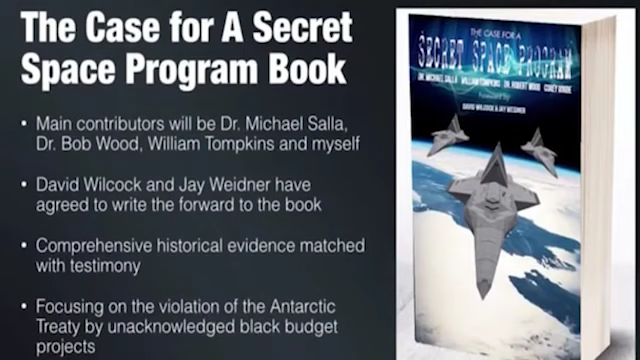 The Case for A Secret
Space Program Book
• Main contributors will be Dr. Michael Salla,
Dr. Bob Wood, William Tompkins and myself
• David Wilcock and Jay Weidner have
agreed to write the forward to the book
• Comprehensive historical evidence matched
with testimony
• Focusing on the violation of the Antarctic
Treaty by unacknowledged black budget
projects
THE CASE FOR A
SECRET SPACE PROGRAM
DR. MICHAEL SALLA WILLIAM TOMPKINS DR. ROBERT WOOD COREY GOODE
Foreword by
DAVID WILCOCK & JAY WEIDNER